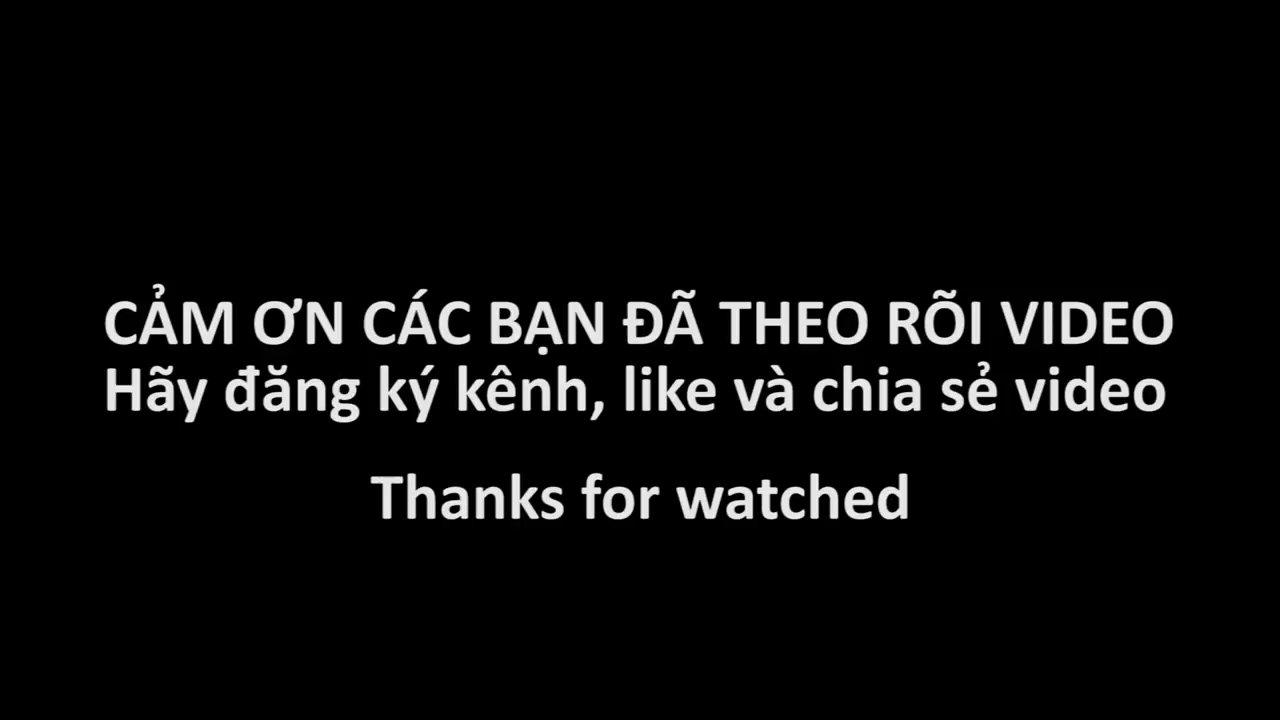 CẢM ƠN CÁC BẠN ĐÃ THEO RÕI VIDEO
Hãy đăng ký kênh, like và chia sẻ video
Thanks for watched